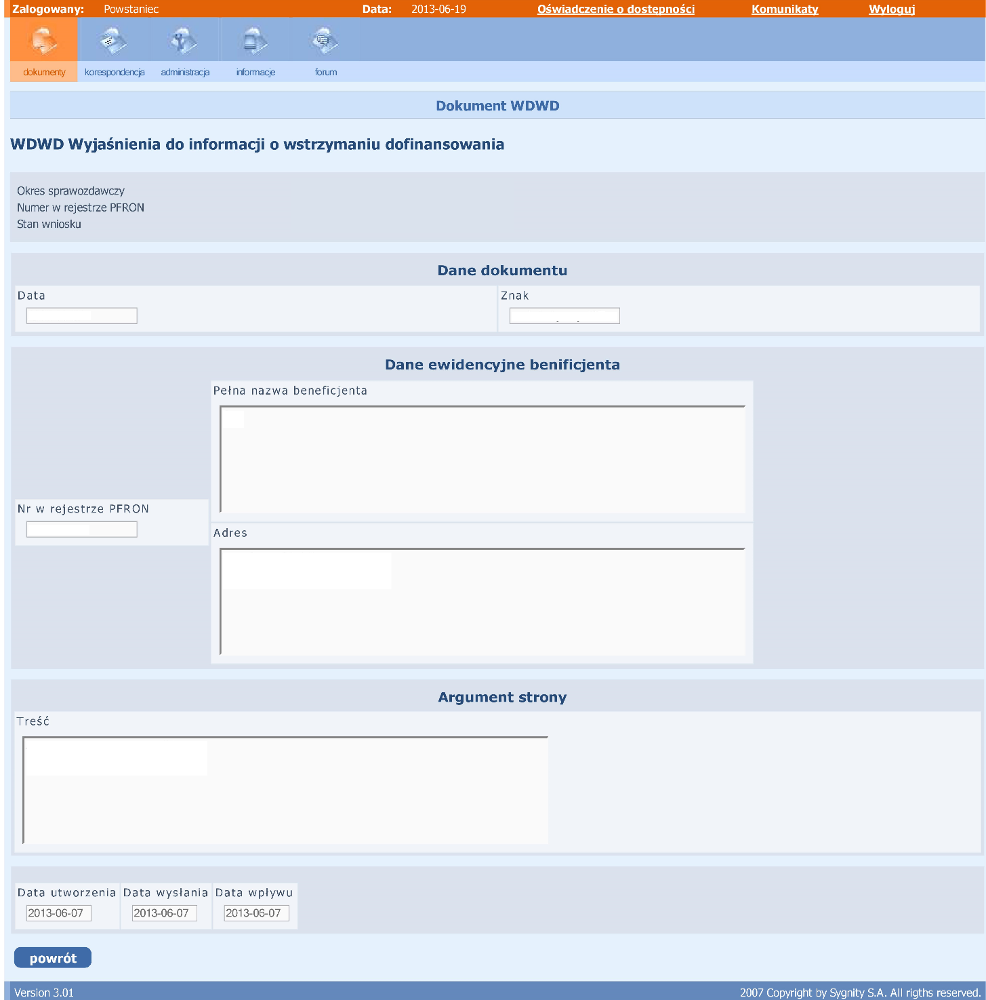 Zalogowany: Powstaniec Data: 2013-06-19 Oświadczenie o dostępności Komunikaty Wyloguj
dokumenty korespondencja administracja informacje forum
Dokument WDWD
WDWD Wyjaśnienia do informacji o wstrzymaniu dofinansowania
Okres sprawozdawczy
Numer w rejestrze PFRON
Stan wniosku
Dane dokumentu
Data Znak
Dane ewidencyjne benificjenta
Pełna nazwa beneficjenta
Nr w rejestrze PFRON
Adres
Argument strony
Treść
Data utworzenia Data wysłania Data wpływu
2013-06-07 2013-06-07 2013-06-07
powrót
Version 3.01 2007 Copyright by Sygnity S.A. All rigths reserved.